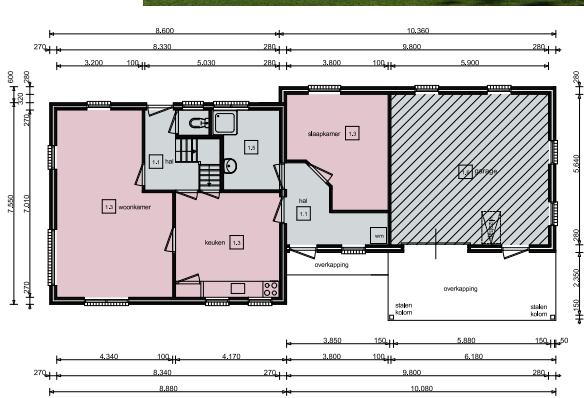 8.600 10.360
270 8.330 280 9.800 280
3.200 100 5.030 280 3.800 100 5.900
600 280
320
270
7.550
7.010
270
280
5.640
280
2.350
150
slaapkamer 1.3
1.5
1.1 hal
1.3 woonkamer
garage
hal
1.1
keuken 1.3
wm
overkapping
overkapping
stalen
kolom
stalen
kolom
3.850 150 5.880 150 50
4.340 100 4.170 3.800 100 6.180
270 8.340 280 9.800 280
8.880 10.080